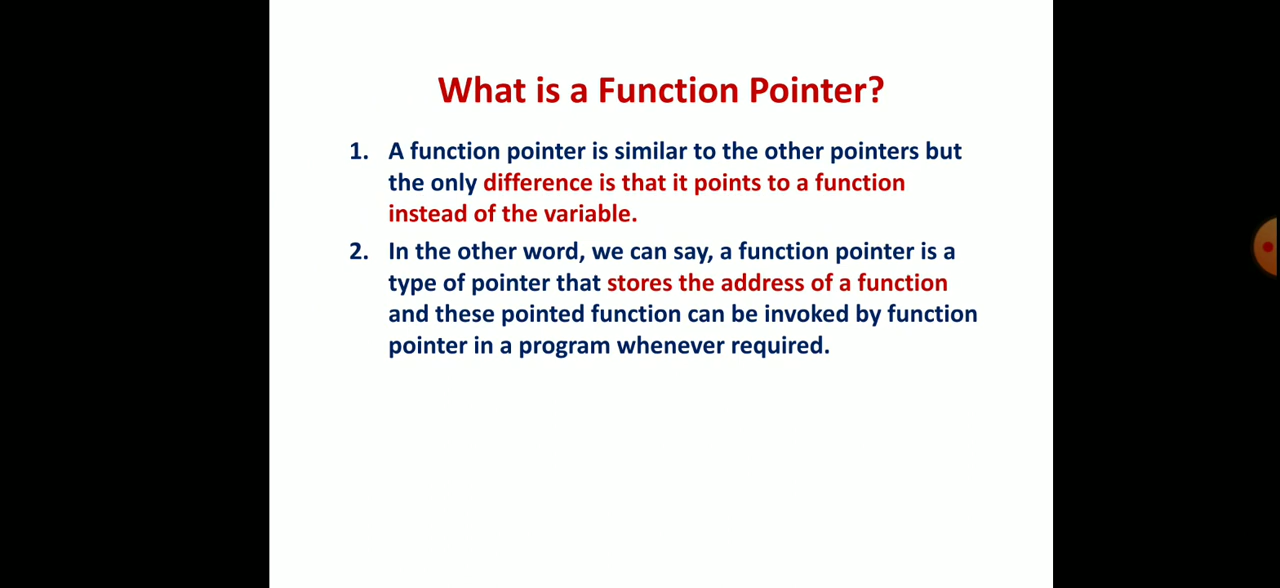 What is a Function Pointer?
1. A function pointer is similar to the other pointers but
the only difference is that it points to a function
instead of the variable.
2. In the other word, we can say, a function pointer is a
type of pointer that stores the address of a function
and these pointed function can be invoked by function
pointer in a program whenever required.